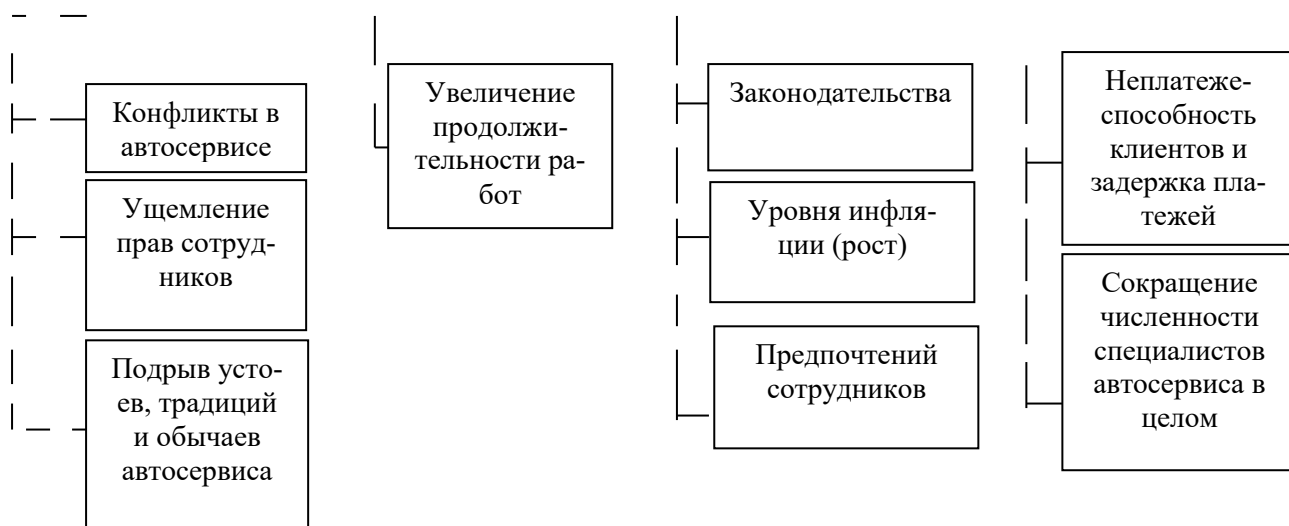 Конфликты в
автосервисе
Ущемление
прав сотруд-
ников
Подрыв усто-
ев, традиций
и обычаев
автосервиса
Увеличение
продолжи-
тельности ра-
бот
Законодательства
Уровня инфля-
ции (рост)
Предпочтений
сотрудников
Неплатеже-
способность
клиентов и
задержка пла-
тежей
Сокращение
численности
специалистов
автосервиса в
целом